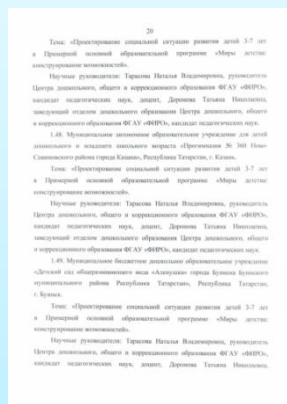 20
Тема: «Проектирование социальной ситуации развития детей 3-7 лет
в Примерной основной образовательной программе «Миры детства:
конструирование возможностей».
Научные руководители: Тарасова Наталья Владимировна, руководитель
Центра дошкольного, общего и коррекционного образования ФГАУ «ФИРО»,
кандидат педагогических наук, доцент, Доронова Татьяна Николаевна,
заведующий отделом дошкольного образования Центра дошкольного, общего
и коррекционного образования ФГАУ «ФИРО», кандидат педагогических наук.
1.48. Муниципальное автономное образовательное учреждение для детей
дошкольного и младшего школьного возраста «Прогимназия № 360 Ново-
Савиновского района города Казани», Республика Татарстан, г. Казань.
Тема: «Проектирование социальной ситуации развития детей 3-7 лет
в Примерной основной образовательной программе «Миры детства:
конструирование возможностей».
Научные руководители: Тарасова Наталья Владимировна, руководитель
Центра дошкольного, общего и коррекционного образования ФГАУ «ФИРО»,
кандидат педагогических наук, доцент, Доронова Татьяна Николаевна,
заведующий отделом дошкольного образования Центра дошкольного, общего
и коррекционного образования ФГАУ «ФИРО», кандидат педагогических наук.
1.49. Муниципальное бюджетное дошкольное образовательное учреждение
«Детский сад общеразвивающего вида «Аленушка» города Буинска Буинского
муниципального района Республики Татарстан», Республика Татарстан,
г. Буинск.
Тема: «Проектирование социальной ситуации развития детей 3-7 лет
в Примерной основной образовательной программе «Миры детства:
конструирование возможностей».
Научные руководители: Тарасова Наталья Владимировна, руководитель
Центра дошкольного, общего и коррекционного образования ФГАУ «ФИРО»,
кандидат педагогических наук, доцент, Доронова Татьяна Николаевна,